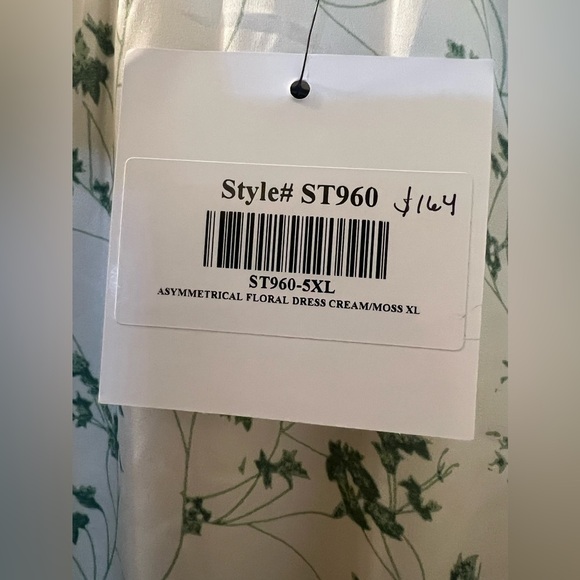 Style# ST960 $164
ST960-5XL
ASYMMETRICAL FLORAL DRESS CREAM/MOSS XL